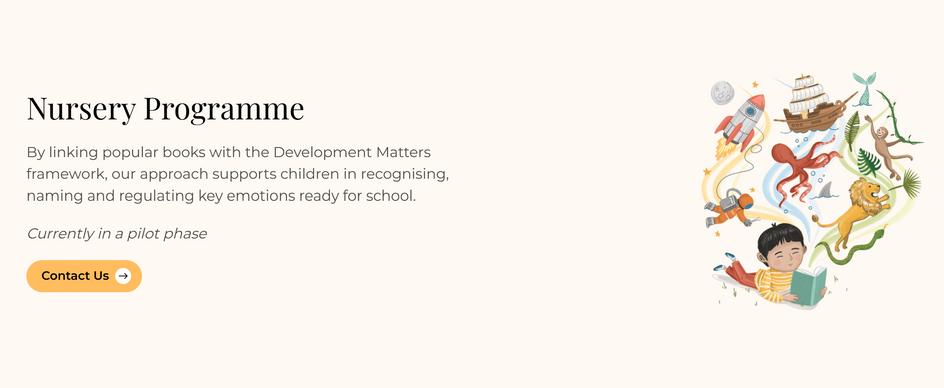 Nursery Programme
By linking popular books with the Development Matters
framework, our approach supports children in recognising,
naming and regulating key emotions ready for school.
Currently in a pilot phase
Contact Us